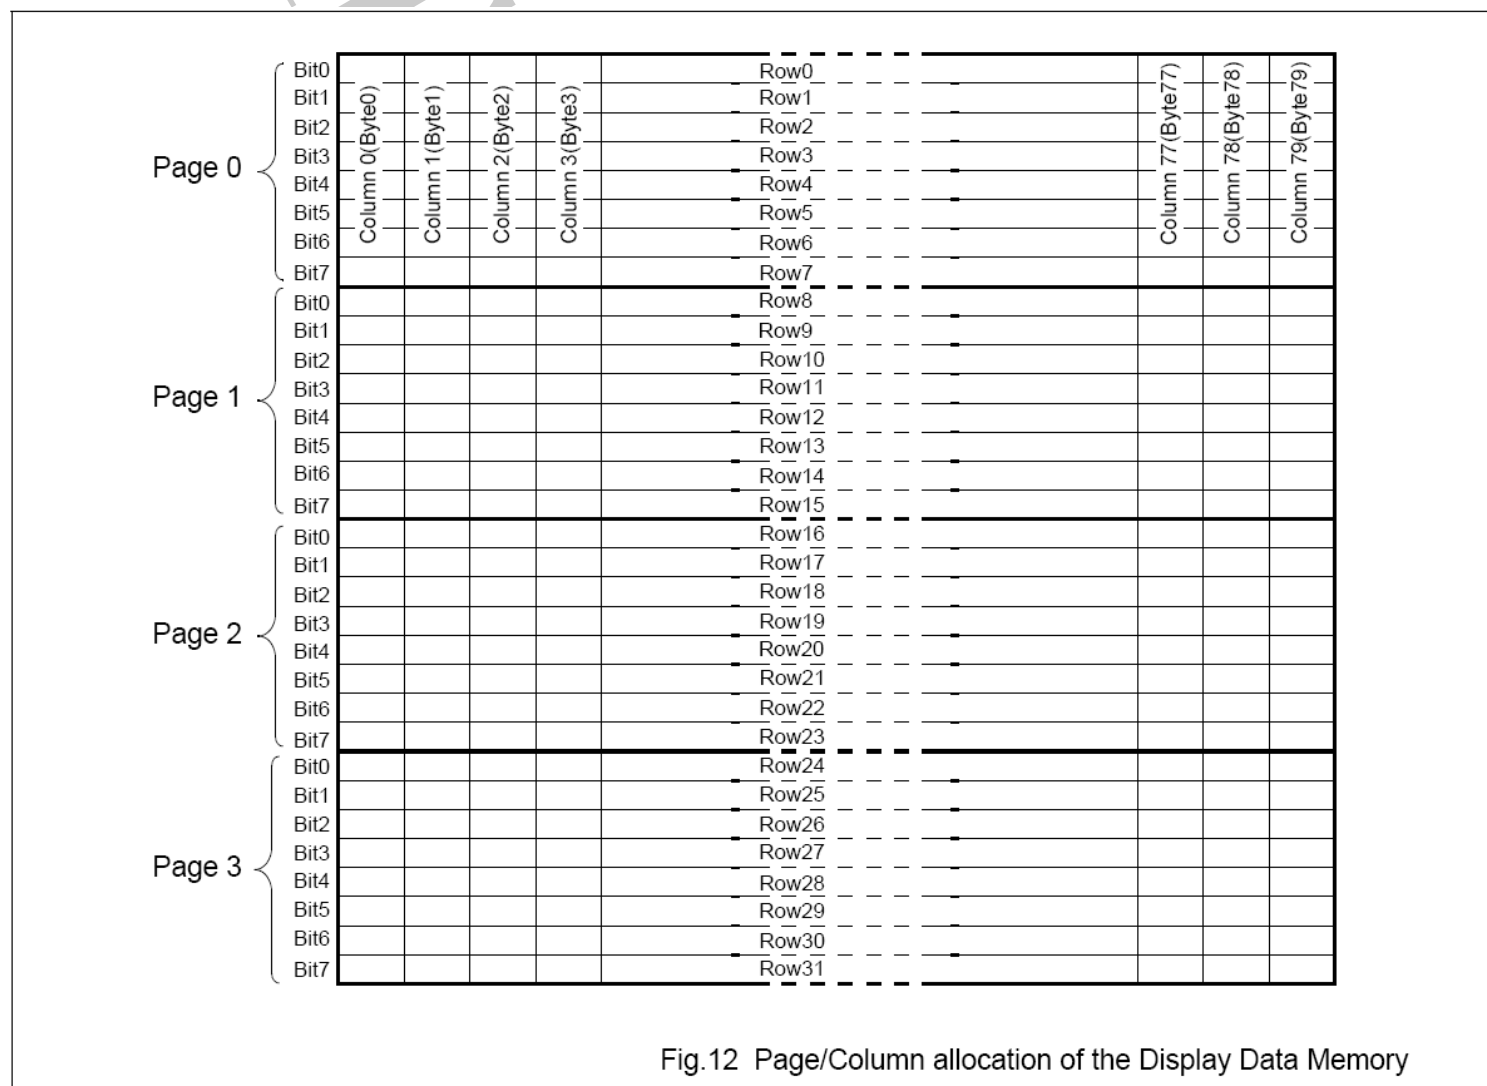 Column 0(Byte0) Column 1(Byte1) Column 2(Byte2) Column 3(Byte3) Column 77(Byte77) Column 78(Byte78) Column 79(Byte79)
Page 0
Bit0 Row0
Bit1 Row1
Bit2 Row2
Bit3 Row3
Bit4 Row4
Bit5 Row5
Bit6 Row6
Bit7 Row7
Page 1
Bit0 Row8
Bit1 Row9
Bit2 Row10
Bit3 Row11
Bit4 Row12
Bit5 Row13
Bit6 Row14
Bit7 Row15
Page 2
Bit0 Row16
Bit1 Row17
Bit2 Row18
Bit3 Row19
Bit4 Row20
Bit5 Row21
Bit6 Row22
Bit7 Row23
Page 3
Bit0 Row24
Bit1 Row25
Bit2 Row26
Bit3 Row27
Bit4 Row28
Bit5 Row29
Bit6 Row30
Bit7 Row31
Fig.12 Page/Column allocation of the Display Data Memory